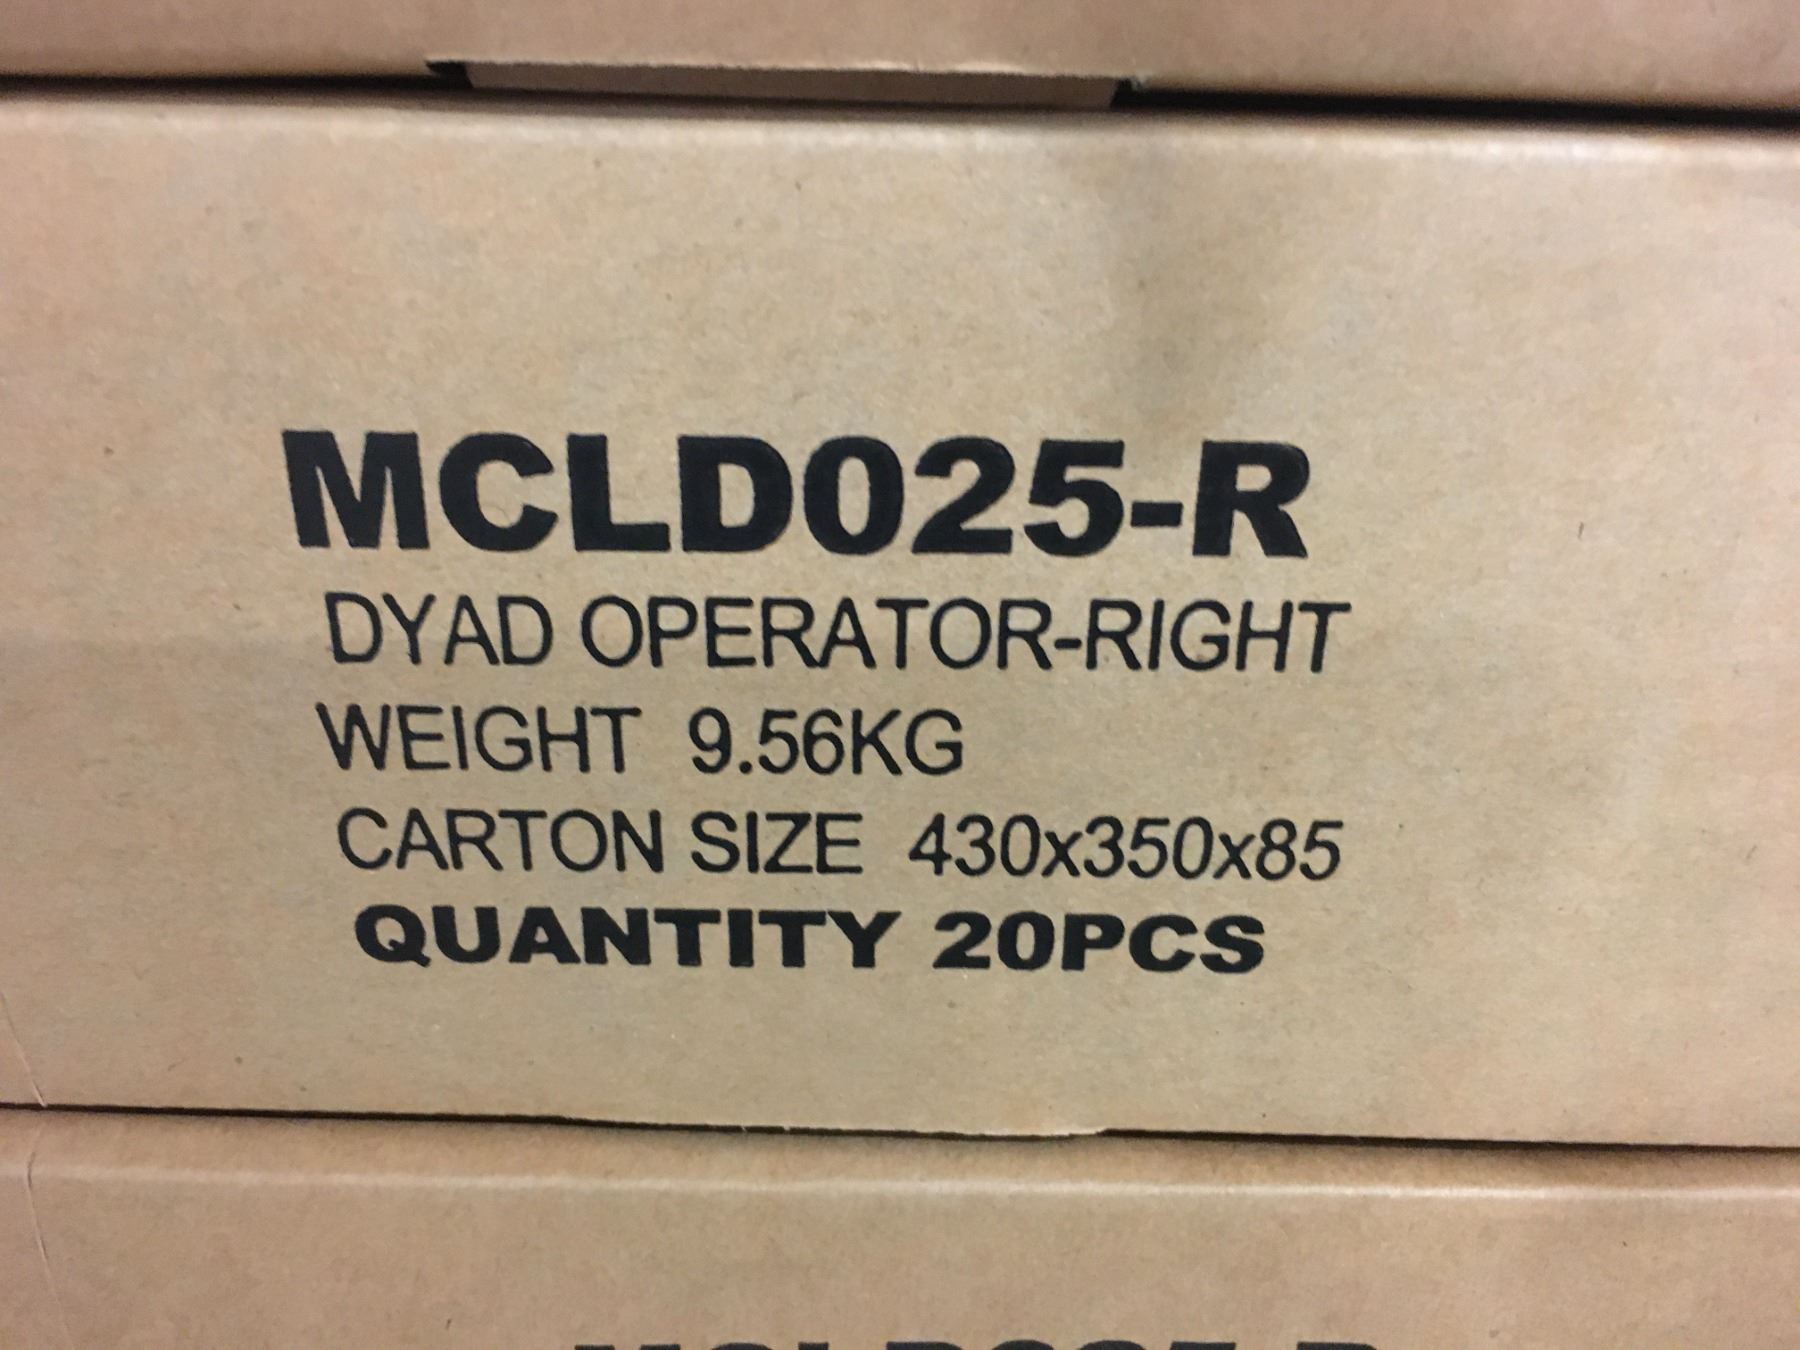 MCLD025-R
DYAD OPERATOR-RIGHT
WEIGHT 9.56KG
CARTON SIZE 430x350x85
QUANTITY 20PCS